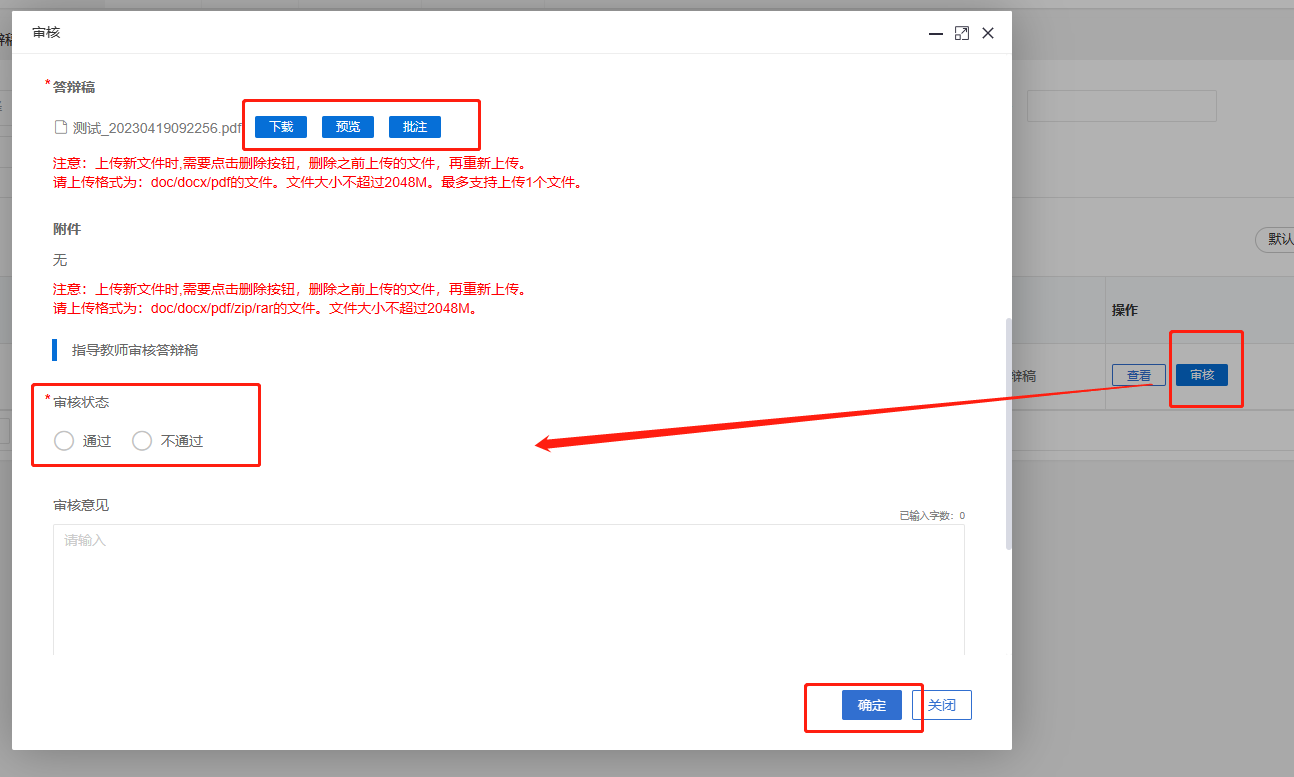 审核
答辩稿
*答辩稿
测试_20230419092256.pdf 下载 预览 批注
注意：上传新文件时,需要点击删除按钮，删除之前上传的文件，再重新上传。
请上传格式为：doc/docx/pdf的文件。文件大小不超过2048M。最多支持上传1个文件。
附件
无
注意：上传新文件时,需要点击删除按钮，删除之前上传的文件，再重新上传。
请上传格式为：doc/docx/pdf/zip/rar的文件。文件大小不超过2048M。
指导教师审核答辩稿
*审核状态
通过 不通过
审核意见
已输入字数：0
请输入
确定 关闭
默认
操作
辩稿 查看 审核